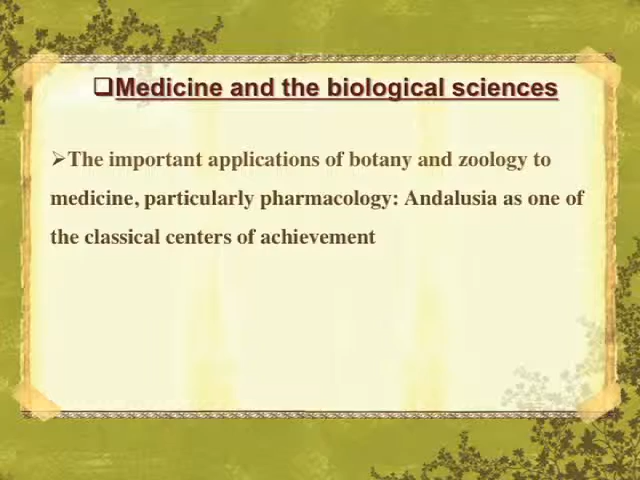 ❑Medicine and the biological sciences
➢The important applications of botany and zoology to
medicine, particularly pharmacology: Andalusia as one of
the classical centers of achievement